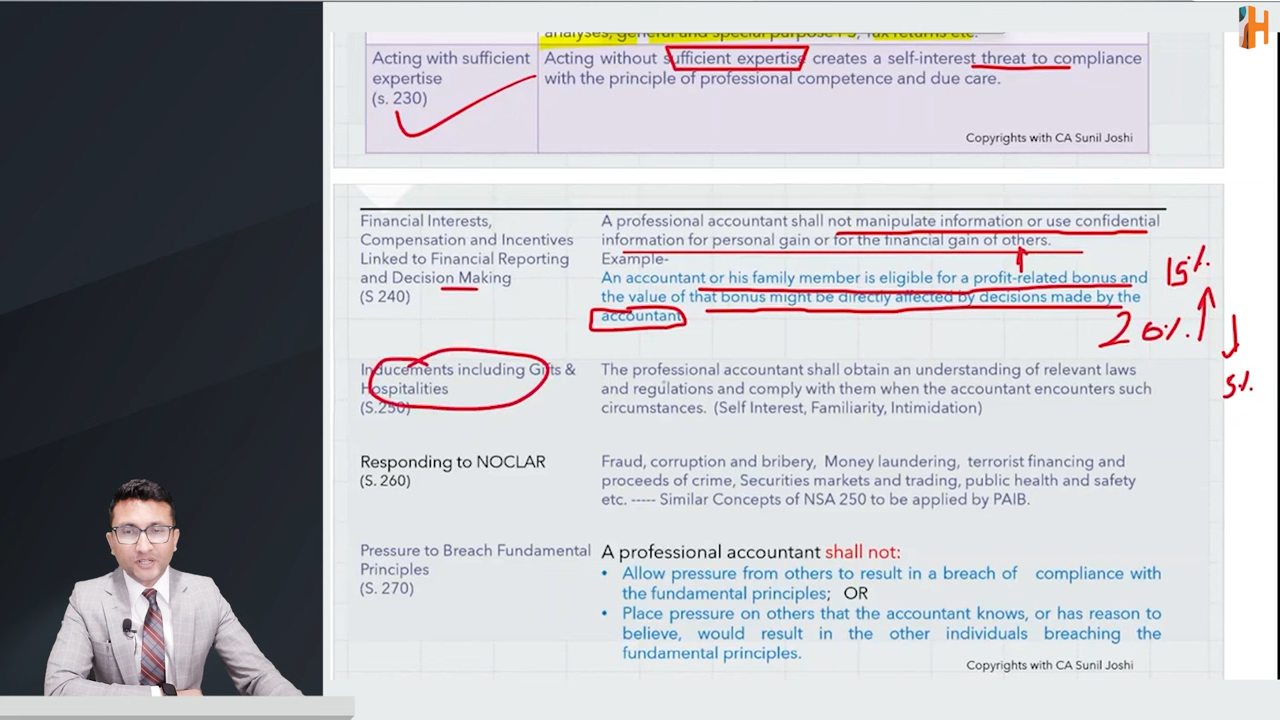 analyses, general and special purpose FS, Tax returns etc.
Acting with sufficient
expertise
(s. 230)
Acting without sufficient expertise creates a self-interest threat to compliance
with the principle of professional competence and due care.
Copyrights with CA Sunil Joshi
Financial Interests,
Compensation and Incentives
Linked to Financial Reporting
and Decision Making
(S 240)
A professional accountant shall not manipulate information or use confidential
information for personal gain or for the financial gain of others.
Example-
An accountant or his family member is eligible for a profit-related bonus and
the value of that bonus might be directly affected by decisions made by the
accountant
15%
20%
5%
Inducements including Gifts &
Hospitalities
(S.250)
The professional accountant shall obtain an understanding of relevant laws
and regulations and comply with them when the accountant encounters such
circumstances. (Self Interest, Familiarity, Intimidation)
Responding to NOCLAR
(S. 260)
Fraud, corruption and bribery, Money laundering, terrorist financing and
proceeds of crime, Securities markets and trading, public health and safety
etc. ----- Similar Concepts of NSA 250 to be applied by PAIB.
Pressure to Breach Fundamental
Principles
(S. 270)
A professional accountant shall not:
• Allow pressure from others to result in a breach of compliance with
the fundamental principles; OR
• Place pressure on others that the accountant knows, or has reason to
believe, would result in the other individuals breaching the
fundamental principles.
Copyrights with CA Sunil Joshi
H